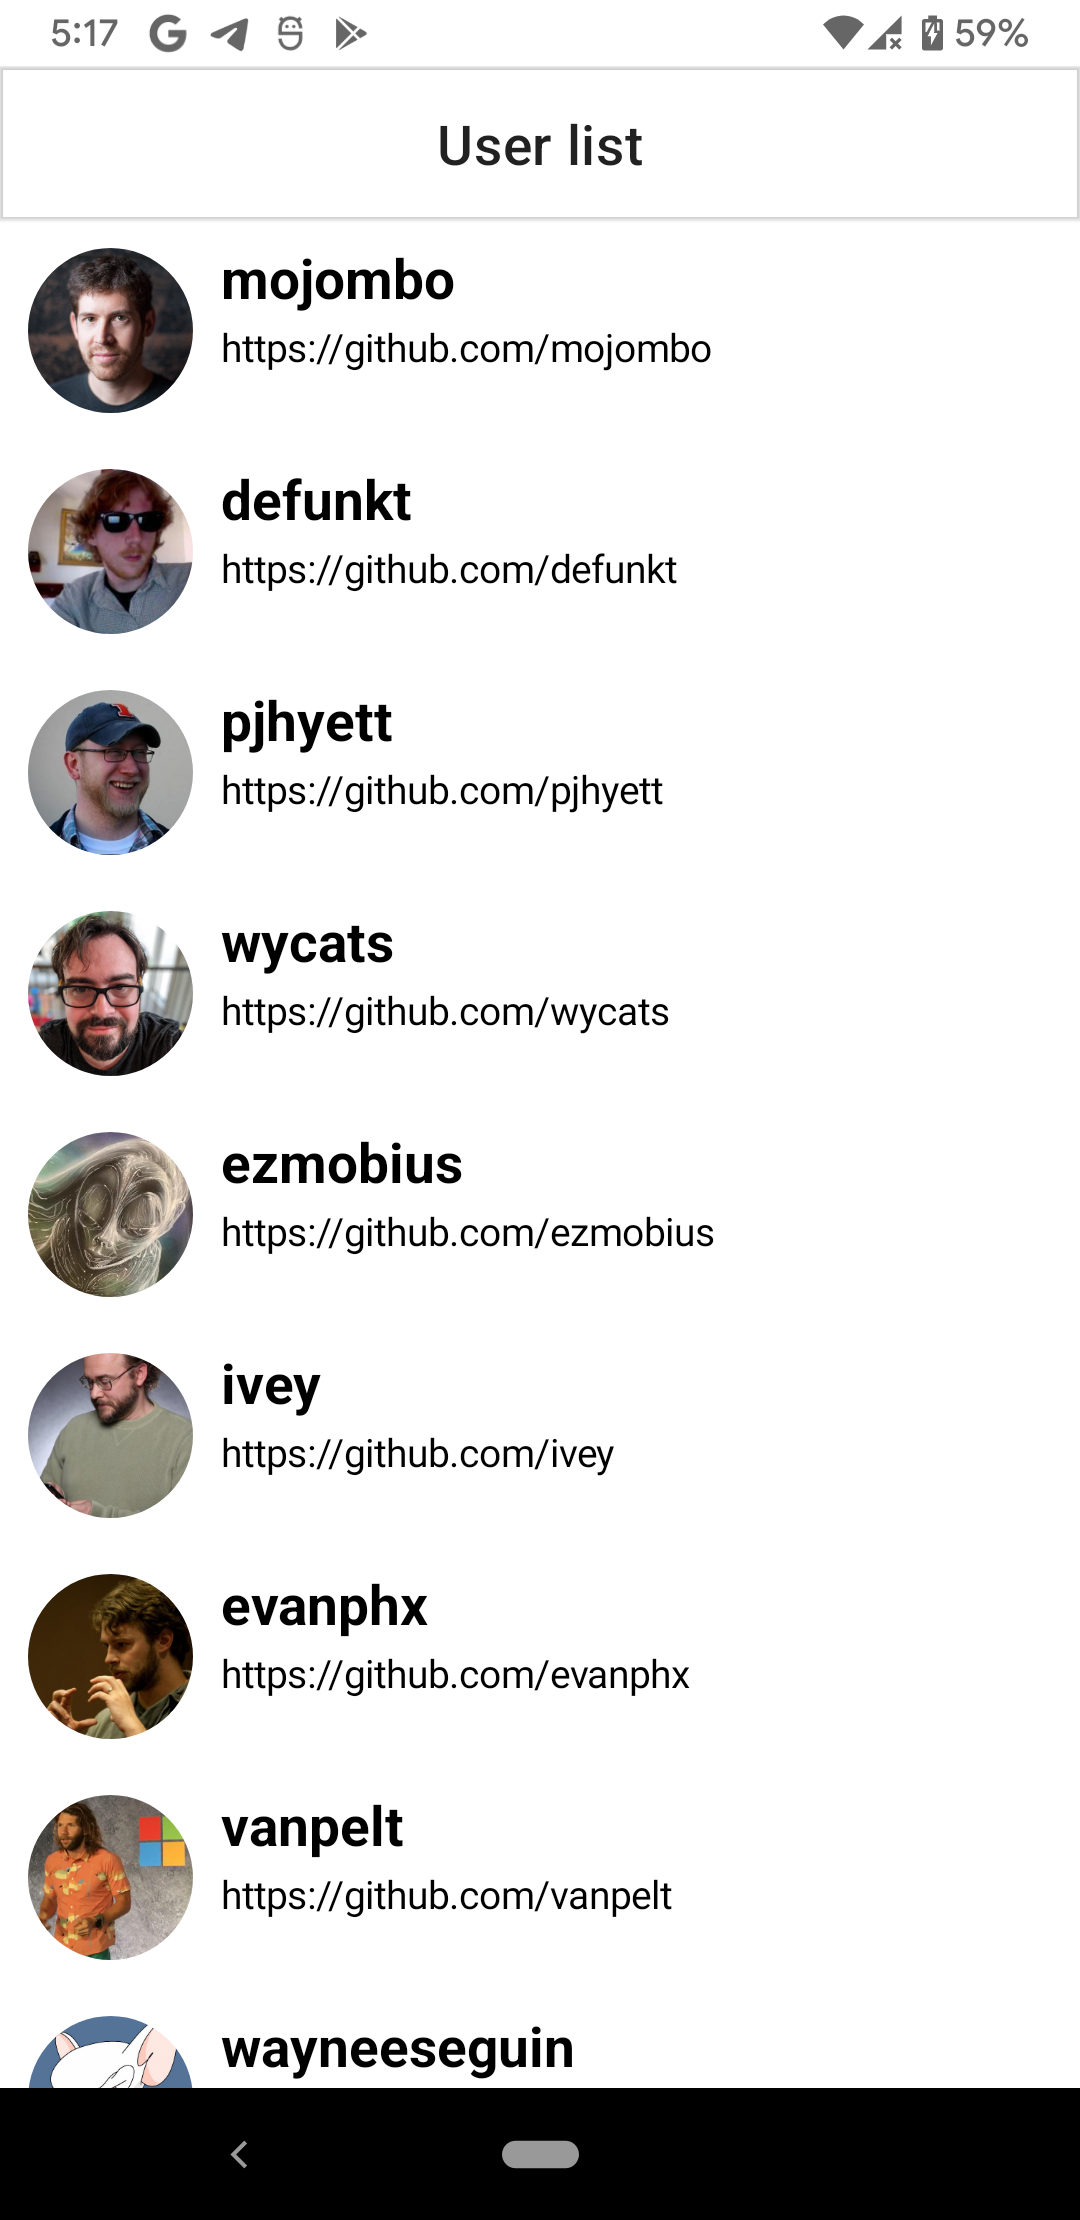 5:17 59%
User list
mojombo
https://github.com/mojombo
defunkt
https://github.com/defunkt
pjhyett
https://github.com/pjhyett
wycats
https://github.com/wycats
ezmobius
https://github.com/ezmobius
ivey
https://github.com/ivey
evanphx
https://github.com/evanphx
vanpelt
https://github.com/vanpelt
wayneeseguin